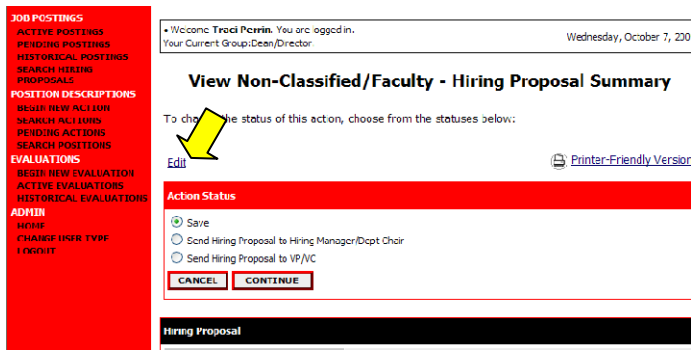 JOB POSTINGS
ACTIVE POSTINGS
PENDING POSTINGS
HISTORICAL POSTINGS
SEARCH HIRING
PROPOSALS
POSITION DESCRIPTIONS
BEGIN NEW ACTION
SEARCH ACTIONS
PENDING ACTIONS
SEARCH POSITIONS
EVALUATIONS
BEGIN NEW EVALUATION
ACTIVE EVALUATIONS
HISTORICAL EVALUATIONS
ADMIN
HOME
CHANGE USER TYPE
LOGOUT
• Welcome Traci Perrin. You are logged in.
Your Current Group:Dean/Director.
Wednesday, October 7, 200
View Non-Classified/Faculty - Hiring Proposal Summary
To cha the status of this action, choose from the statuses below:
Edit
Printer-Friendly Version
Action Status
Save
Send Hiring Proposal to Hiring Manager/Dept Chair
Send Hiring Proposal to VP/VC
CANCEL CONTINUE
Hiring Proposal